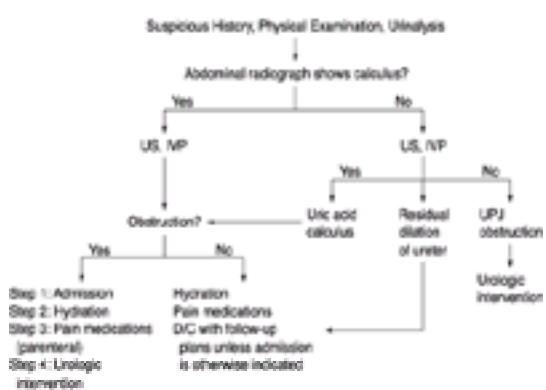 Suspicious History, Physical Examination, Urinalysis
Abdominal radiograph shows calculus?
Yes
No
US, IVP
US, IVP
Yes
No
Obstruction?
Uric acid
calculus
Residual
dilation
of ureter
UPJ
obstruction
Yes
No
Urologic
intervention
Step 1: Admission
Step 2: Hydration
Step 3: Pain medications
(parenteral)
Step 4: Urologic
intervention
Hydration
Pain medications
D/C with follow-up
plans unless admission
is otherwise indicated